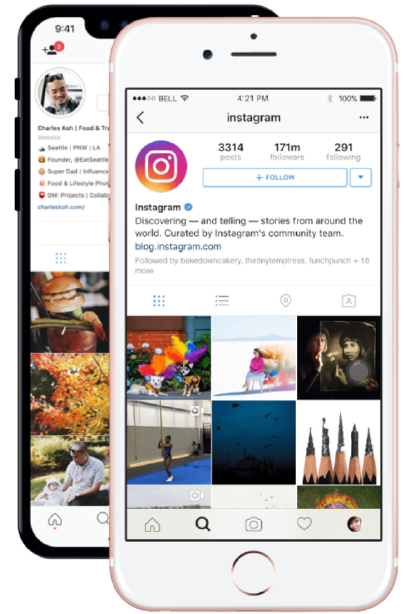 9:41
3
Charles Koh | Food & Tra
Website
Seattle | PNW | LA
Founder, @EatSeattle
Super Dad | Influence
Food & Lifestyle Phot
DM: Projects | Collab
charleskoh.com/
BELL
4:21 PM
100%
instagram
3314
171m
291
posts
followers
following
+ FOLLOW
Instagram
Discovering — and telling — stories from around the
world. Curated by Instagram's community team.
blog.instagram.com
Followed by bakedowncakery, thetinylemptress, lunchpunch + 18
more